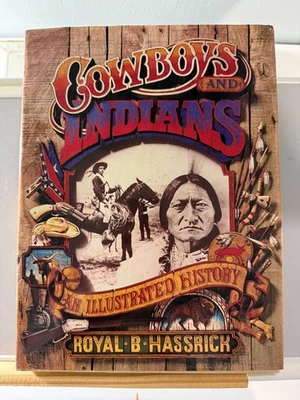 COWBOYS
AND
INDIANS
AN ILLUSTRATED HISTORY
ROYAL·B·HASSRICK